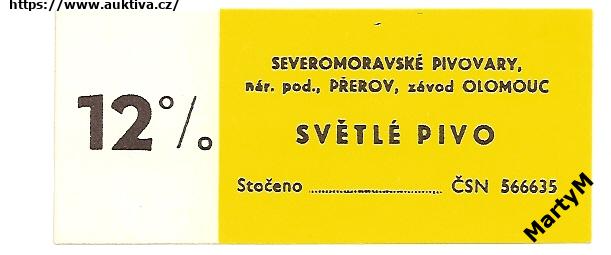 https://www.auktiva.cz/
12%
SEVEROMORAVSKÉ PIVOVARY,
nár. pod., PŘEROV, závod OLOMOUC
SVĚTLÉ PIVO
Stočeno ........................ ČSN 566635
MartyM